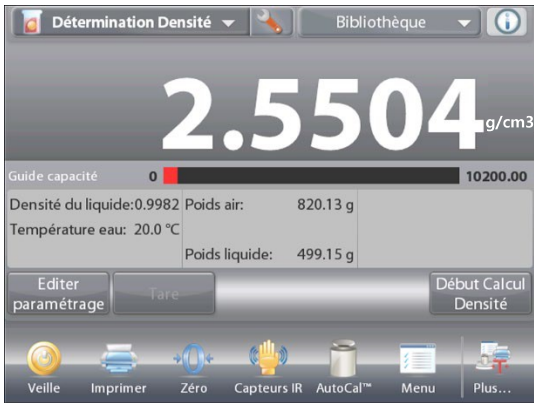 Détermination Densité
Bibliothèque
2.5504 g/cm3
Guide capacité 0 10200.00
Densité du liquide:0.9982 Poids air: 820.13 g
Température eau: 20.0 °C
Poids liquide: 499.15 g
Editer
paramétrage
Tare
Début Calcul
Densité
Veille Imprimer Zéro Capteurs IR AutoCal™ Menu Plus...